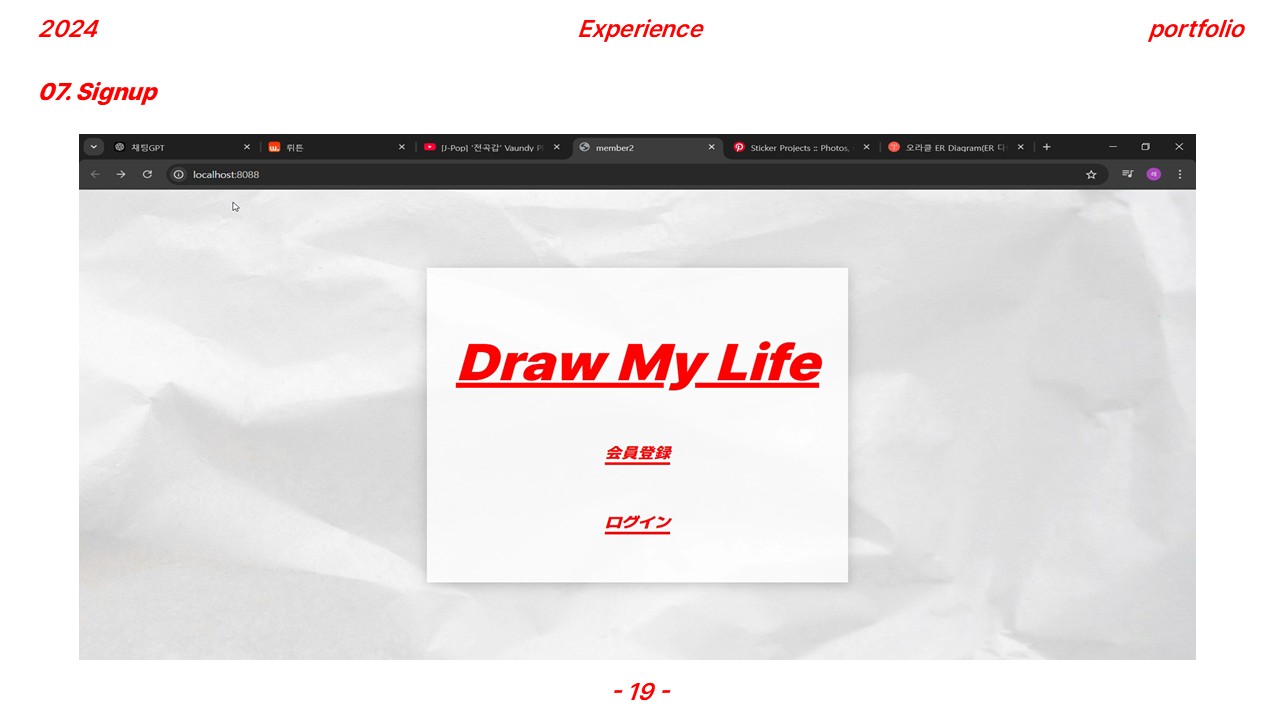 2024 Experience portfolio
07. Signup
채팅GPT 뤼튼 [J-Pop] '전곡갑' Vaundy member2 Sticker Projects :: Photos, 오라클 ER Diagram(ER
localhost:8088
Draw My Life
会員登録
ログイン
- 19 -